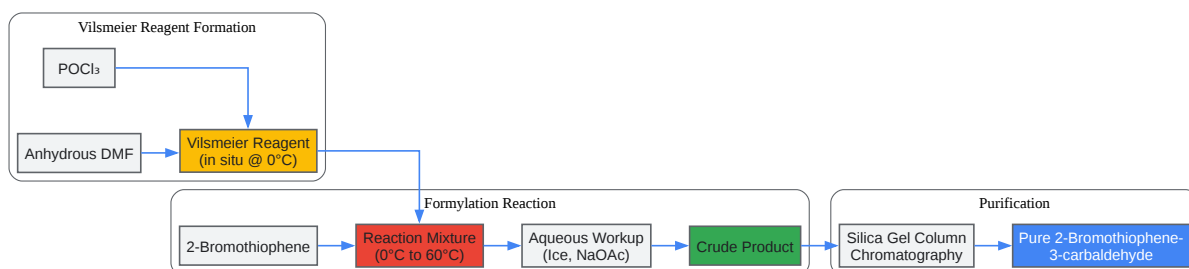 Vilsmeier Reagent Formation
POCl₃
Anhydrous DMF
Vilsmeier Reagent
(in situ @ 0°C)
Formylation Reaction
2-Bromothiophene
Reaction Mixture
(0°C to 60°C)
Aqueous Workup
(Ice, NaOAc)
Crude Product
Purification
Silica Gel Column
Chromatography
Pure 2-Bromothiophene-
3-carbaldehyde